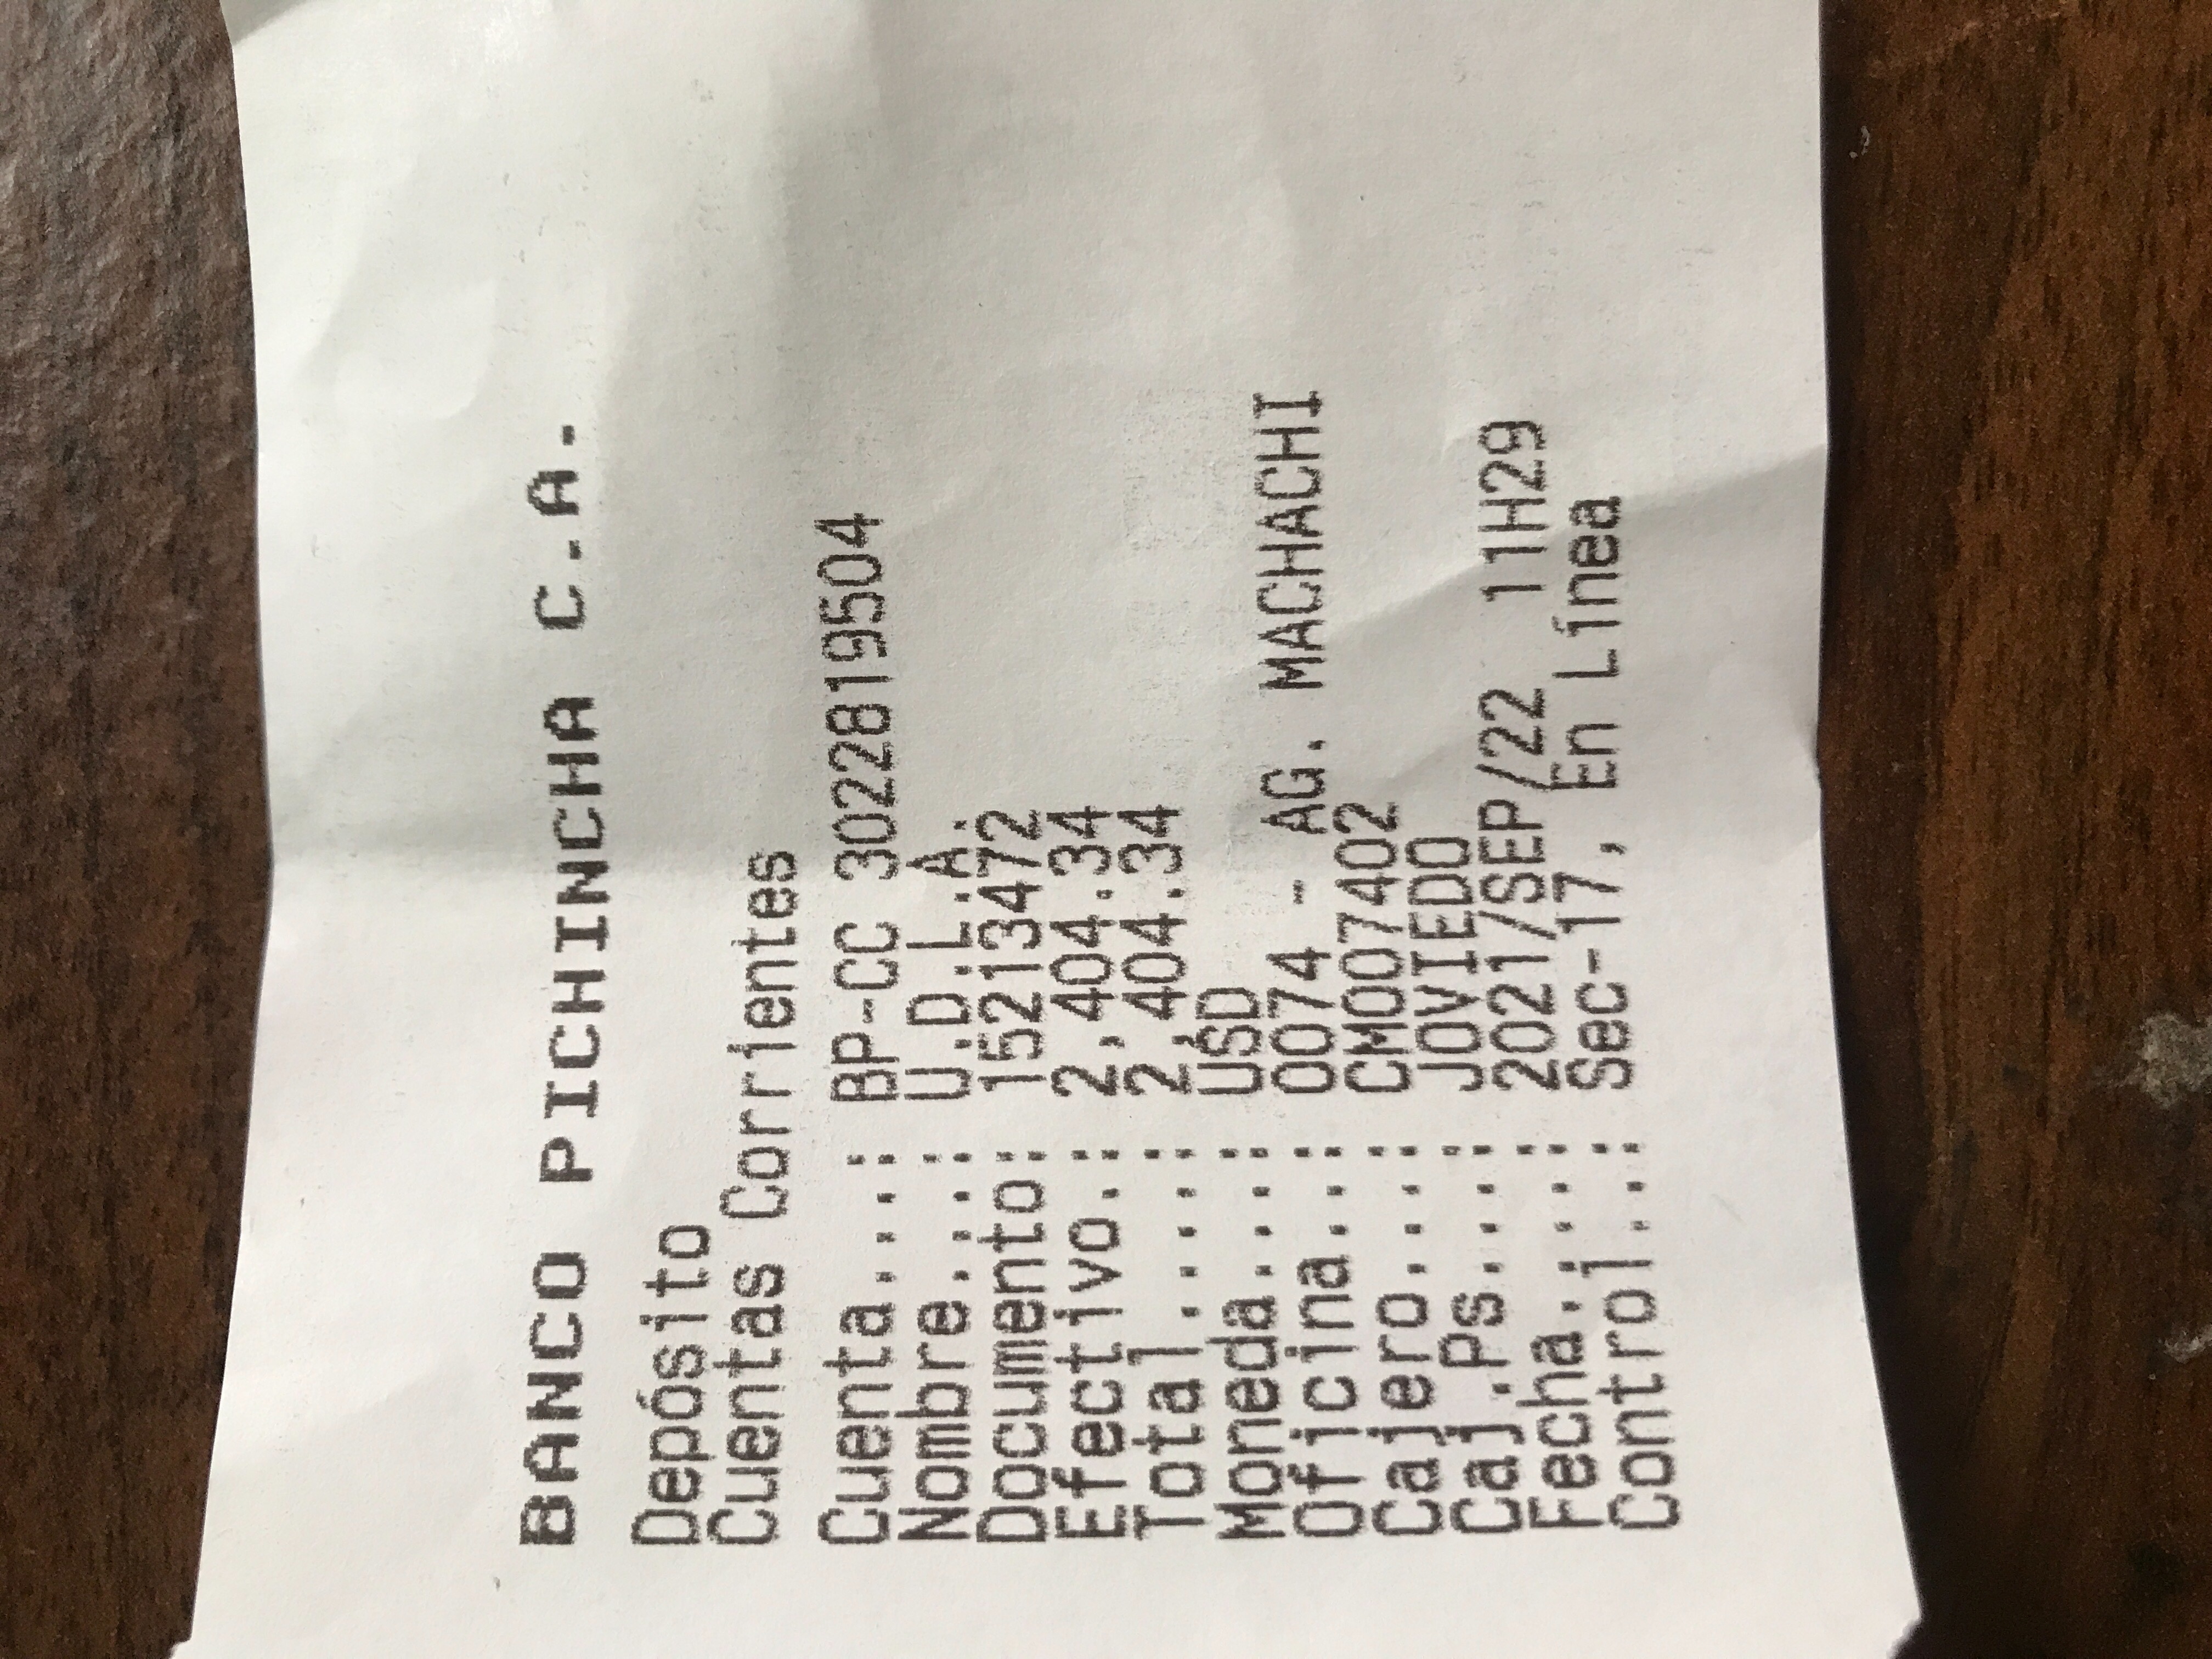 BANCO PICHINCHA C.A.
Depósito
Cuentas Corrientes
Cuenta....: BP-CC 3022819504
Nombre....: U.D.L.A.
Documento: 15213472
Efectivo.: 2,404.34
Total.....: 2,404.34
Moneda....: USD
Oficina...: 0074 - AG. MACHACHI
Cajero....: CM007402
Caj.Ps....: JOVIEDO
Fecha.....: 2021/SEP/22 11H29
Control...: Sec-17, En Línea